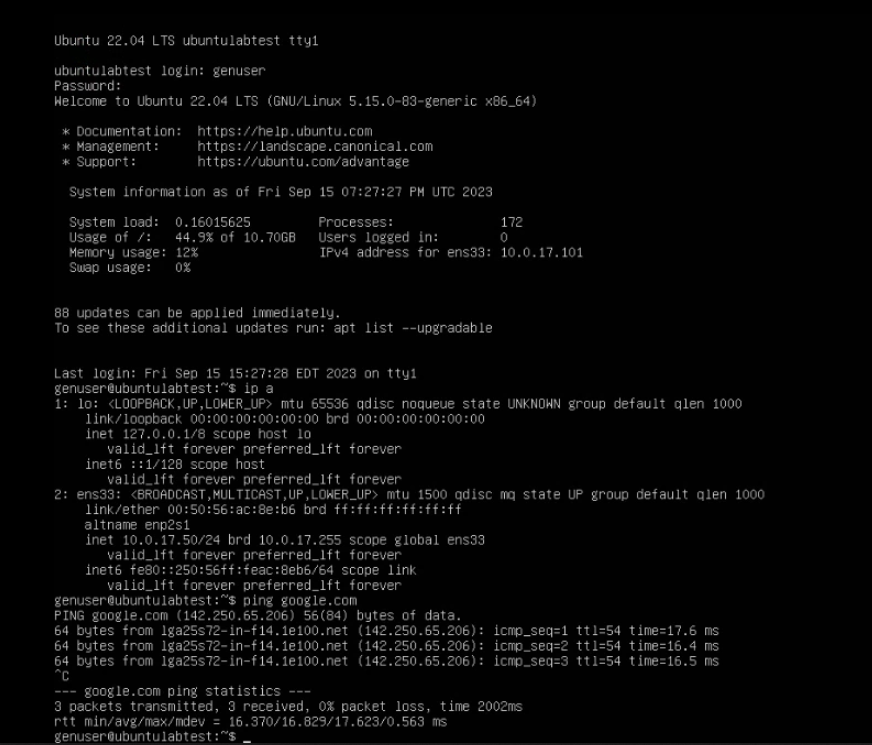 Ubuntu 22.04 LTS ubuntulabtest tty1
ubuntulabtest login: genuser
Password:
Welcome to Ubuntu 22.04 LTS (GNU/Linux 5.15.0-83-generic x86_64)
* Documentation:  https://help.ubuntu.com
* Management:     https://landscape.canonical.com
* Support:        https://ubuntu.com/advantage
System information as of Fri Sep 15 07:27:27 PM UTC 2023
System load:  0.16015625         Processes:              172
Usage of /:   44.9% of 10.70GB   Users logged in:        0
Memory usage: 12%                IPv4 address for ens33: 10.0.17.101
Swap usage:   0%
88 updates can be applied immediately.
To see these additional updates run: apt list --upgradable
Last login: Fri Sep 15 15:27:28 EDT 2023 on tty1
genuser@ubuntulabtest:~$ ip a
1: lo: <LOOPBACK,UP,LOWER_UP> mtu 65536 qdisc noqueue state UNKNOWN group default qlen 1000
link/loopback 00:00:00:00:00:00 brd 00:00:00:00:00:00
inet 127.0.0.1/8 scope host lo
valid_lft forever preferred_lft forever
inet6 ::1/128 scope host
valid_lft forever preferred_lft forever
2: ens33: <BROADCAST,MULTICAST,UP,LOWER_UP> mtu 1500 qdisc mq state UP group default qlen 1000
link/ether 00:50:56:ac:8e:b6 brd ff:ff:ff:ff:ff:ff
altname enp2s1
inet 10.0.17.50/24 brd 10.0.17.255 scope global ens33
valid_lft forever preferred_lft forever
inet6 fe80::250:56ff:feac:8eb6/64 scope link
valid_lft forever preferred_lft forever
genuser@ubuntulabtest:~$ ping google.com
PING google.com (142.250.65.206) 56(84) bytes of data.
64 bytes from lga25s72-in-f14.1e100.net (142.250.65.206): icmp_seq=1 ttl=54 time=17.6 ms
64 bytes from lga25s72-in-f14.1e100.net (142.250.65.206): icmp_seq=2 ttl=54 time=16.4 ms
64 bytes from lga25s72-in-f14.1e100.net (142.250.65.206): icmp_seq=3 ttl=54 time=16.5 ms
^C
--- google.com ping statistics ---
3 packets transmitted, 3 received, 0% packet loss, time 2002ms
rtt min/avg/max/mdev = 16.370/16.829/17.623/0.563 ms
genuser@ubuntulabtest:~$ _